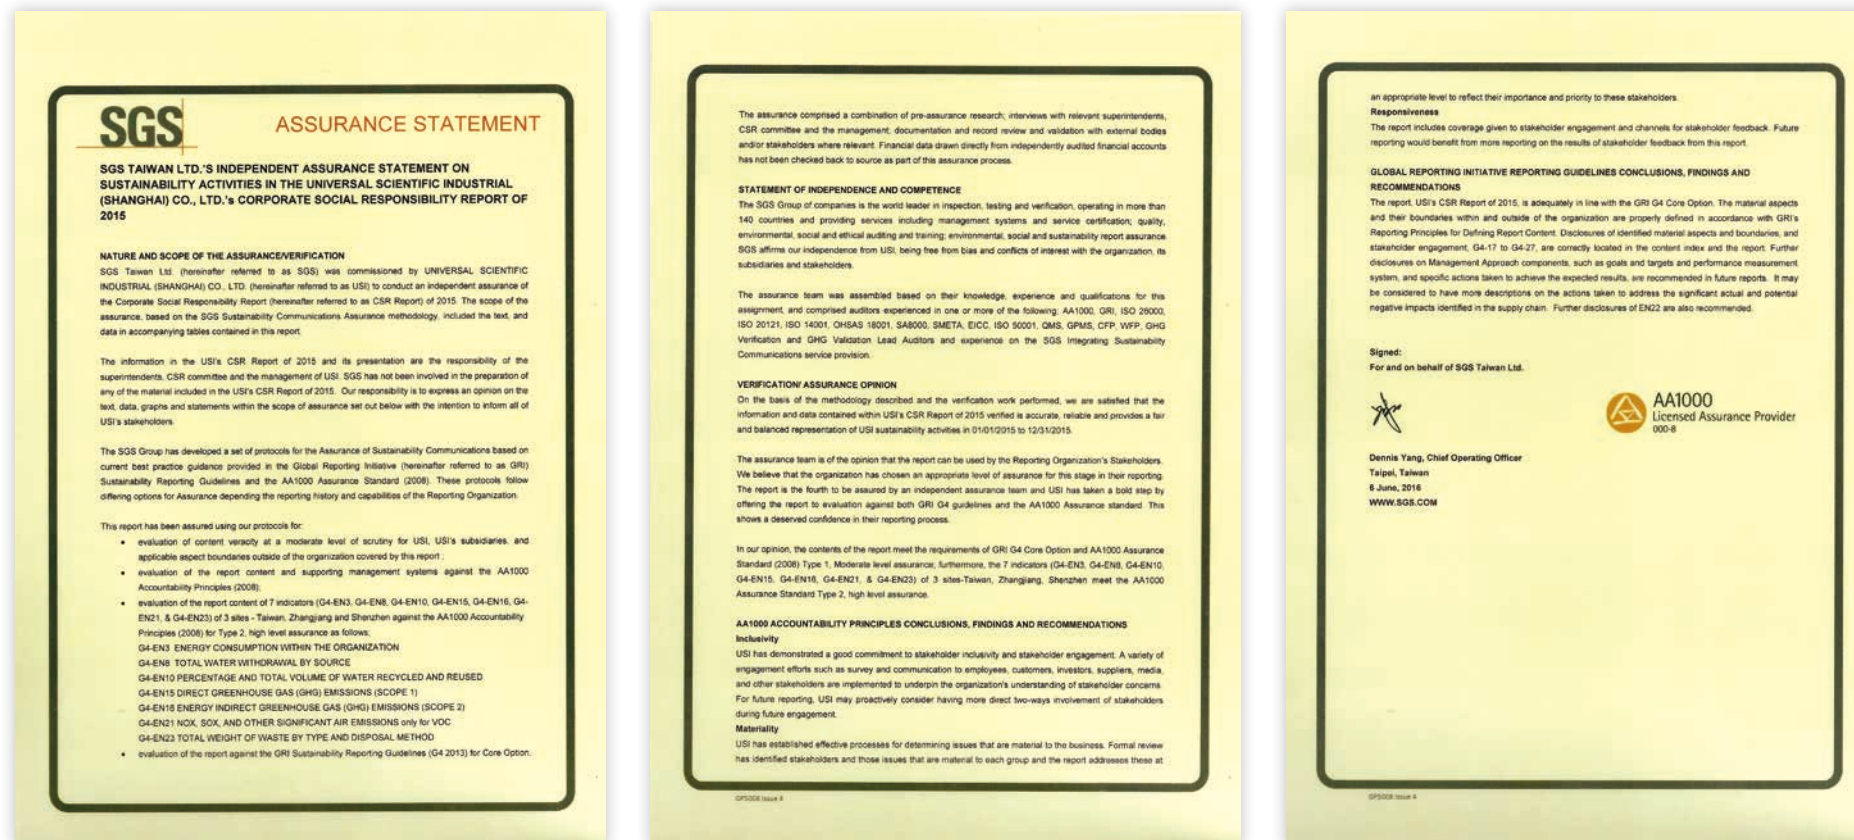 SGS
ASSURANCE STATEMENT
SGS TAIWAN LTD.'S INDEPENDENT ASSURANCE STATEMENT ON
SUSTAINABILITY ACTIVITIES IN THE UNIVERSAL SCIENTIFIC INDUSTRIAL
(SHANGHAI) CO., LTD.'s CORPORATE SOCIAL RESPONSIBILITY REPORT OF
2015
NATURE AND SCOPE OF THE ASSURANCE/VERIFICATION
SGS Taiwan Ltd. (hereinafter referred to as SGS) was commissioned by UNIVERSAL SCIENTIFIC
INDUSTRIAL (SHANGHAI) CO., LTD. (hereinafter referred to as USI) to conduct an independent assurance of
the Corporate Social Responsibility Report (hereinafter referred to as CSR Report) of 2015. The scope of the
assurance, based on the SGS Sustainability Communications Assurance methodology, included the text, and
data in accompanying tables contained in this report.
The information in the USI's CSR Report of 2015 and its presentation are the responsibility of the
superintendents, CSR committee and the management of USI. SGS has not been involved in the preparation of
any of the material included in the USI's CSR Report of 2015. Our responsibility is to express an opinion on the
text, data, graphs and statements within the scope of assurance set out below with the intention to inform all of
USI's stakeholders.
The SGS Group has developed a set of protocols for the Assurance of Sustainability Communications based on
current best practice guidance provided in the Global Reporting Initiative (hereinafter referred to as GRI)
Sustainability Reporting Guidelines and the AA1000 Assurance Standard (2008). These protocols follow
differing options for Assurance depending the reporting history and capabilities of the Reporting Organization.
This report has been assured using our protocols for:
• evaluation of content veracity at a moderate level of scrutiny for USI, USI's subsidiaries, and
applicable aspect boundaries outside of the organization covered by this report ;
• evaluation of the report content and supporting management systems against the AA1000
Accountability Principles (2008);
• evaluation of the report content of 7 indicators (G4-EN3, G4-EN8, G4-EN10, G4-EN15, G4-EN16, G4-
EN21, & G4-EN23) of 3 sites - Taiwan, Zhangjiang and Shenzhen against the AA1000 Accountability
Principles (2008) for Type 2, high level assurance as follows;
G4-EN3 ENERGY CONSUMPTION WITHIN THE ORGANIZATION
G4-EN8 TOTAL WATER WITHDRAWAL BY SOURCE
G4-EN10 PERCENTAGE AND TOTAL VOLUME OF WATER RECYCLED AND REUSED
G4-EN15 DIRECT GREENHOUSE GAS (GHG) EMISSIONS (SCOPE 1)
G4-EN16 ENERGY INDIRECT GREENHOUSE GAS (GHG) EMISSIONS (SCOPE 2)
G4-EN21 NOX, SOX, AND OTHER SIGNIFICANT AIR EMISSIONS only for VOC
G4-EN23 TOTAL WEIGHT OF WASTE BY TYPE AND DISPOSAL METHOD
• evaluation of the report against the GRI Sustainability Reporting Guidelines (G4 2013) for Core Option.
The assurance comprised a combination of pre-assurance research; interviews with relevant superintendents,
CSR committee and the management; documentation and record review and validation with external bodies
and/or stakeholders where relevant. Financial data drawn directly from independently audited financial accounts
has not been checked back to source as part of this assurance process.
STATEMENT OF INDEPENDENCE AND COMPETENCE
The SGS Group of companies is the world leader in inspection, testing and verification, operating in more than
140 countries and providing services including management systems and service certification; quality,
environmental, social and ethical auditing and training; environmental, social and sustainability report assurance.
SGS affirms our independence from USI, being free from bias and conflicts of interest with the organization, its
subsidiaries and stakeholders.
The assurance team was assembled based on their knowledge, experience and qualifications for this
assignment, and comprised auditors experienced in one or more of the following; AA1000, GRI, ISO 26000,
ISO 20121, ISO 14001, OHSAS 18001, SA8000, SMETA, EICC, ISO 50001, QMS, GPMS, CFP, WFP, GHG
Verification and GHG Validation Lead Auditors and experience on the SGS Integrating Sustainability
Communications service provision.
VERIFICATION/ ASSURANCE OPINION
On the basis of the methodology described and the verification work performed, we are satisfied that the
information and data contained within USI's CSR Report of 2015 verified is accurate, reliable and provides a fair
and balanced representation of USI sustainability activities in 01/01/2015 to 12/31/2015.
The assurance team is of the opinion that the report can be used by the Reporting Organization's Stakeholders.
We believe that the organization has chosen an appropriate level of assurance for this stage in their reporting.
The report is the fourth to be assured by an independent assurance team and USI has taken a bold step by
offering the report to evaluation against both GRI G4 guidelines and the AA1000 Assurance standard. This
shows a deserved confidence in their reporting process.
In our opinion, the contents of the report meet the requirements of GRI G4 Core Option and AA1000 Assurance
Standard (2008) Type 1, Moderate level assurance; furthermore, the 7 indicators (G4-EN3, G4-EN8, G4-EN10,
G4-EN15, G4-EN16, G4-EN21, & G4-EN23) of 3 sites-Taiwan, Zhangjiang, Shenzhen meet the AA1000
Assurance Standard Type 2, high level assurance.
AA1000 ACCOUNTABILITY PRINCIPLES CONCLUSIONS, FINDINGS AND RECOMMENDATIONS
Inclusivity
USI has demonstrated a good commitment to stakeholder inclusivity and stakeholder engagement. A variety of
engagement efforts such as survey and communication to employees, customers, investors, suppliers, media,
and other stakeholders are implemented to underpin the organization's understanding of stakeholder concerns.
For future reporting, USI may proactively consider having more direct two-ways involvement of stakeholders
during future engagement.
Materiality
USI has established effective processes for determining issues that are material to the business. Formal review
has identified stakeholders and those issues that are material to each group and the report addresses these at
GP5008 Issue 4
an appropriate level to reflect their importance and priority to these stakeholders.
Responsiveness
The report includes coverage given to stakeholder engagement and channels for stakeholder feedback. Future
reporting would benefit from more reporting on the results of stakeholder feedback from this report.
GLOBAL REPORTING INITIATIVE REPORTING GUIDELINES CONCLUSIONS, FINDINGS AND
RECOMMENDATIONS
The report, USI's CSR Report of 2015, is adequately in line with the GRI G4 Core Option. The material aspects
and their boundaries within and outside of the organization are properly defined in accordance with GRI's
Reporting Principles for Defining Report Content. Disclosures of identified material aspects and boundaries, and
stakeholder engagement, G4-17 to G4-27, are correctly located in the content index and the report. Further
disclosures on Management Approach components, such as goals and targets and performance measurement
system, and specific actions taken to achieve the expected results, are recommended in future reports. It may
be considered to have more descriptions on the actions taken to address the significant actual and potential
negative impacts identified in the supply chain. Further disclosures of EN22 are also recommended.
Signed:
For and on behalf of SGS Taiwan Ltd.
AA1000
Licensed Assurance Provider
000-8
Dennis Yang, Chief Operating Officer
Taipei, Taiwan
6 June, 2016
WWW.SGS.COM
GP5008 Issue 4